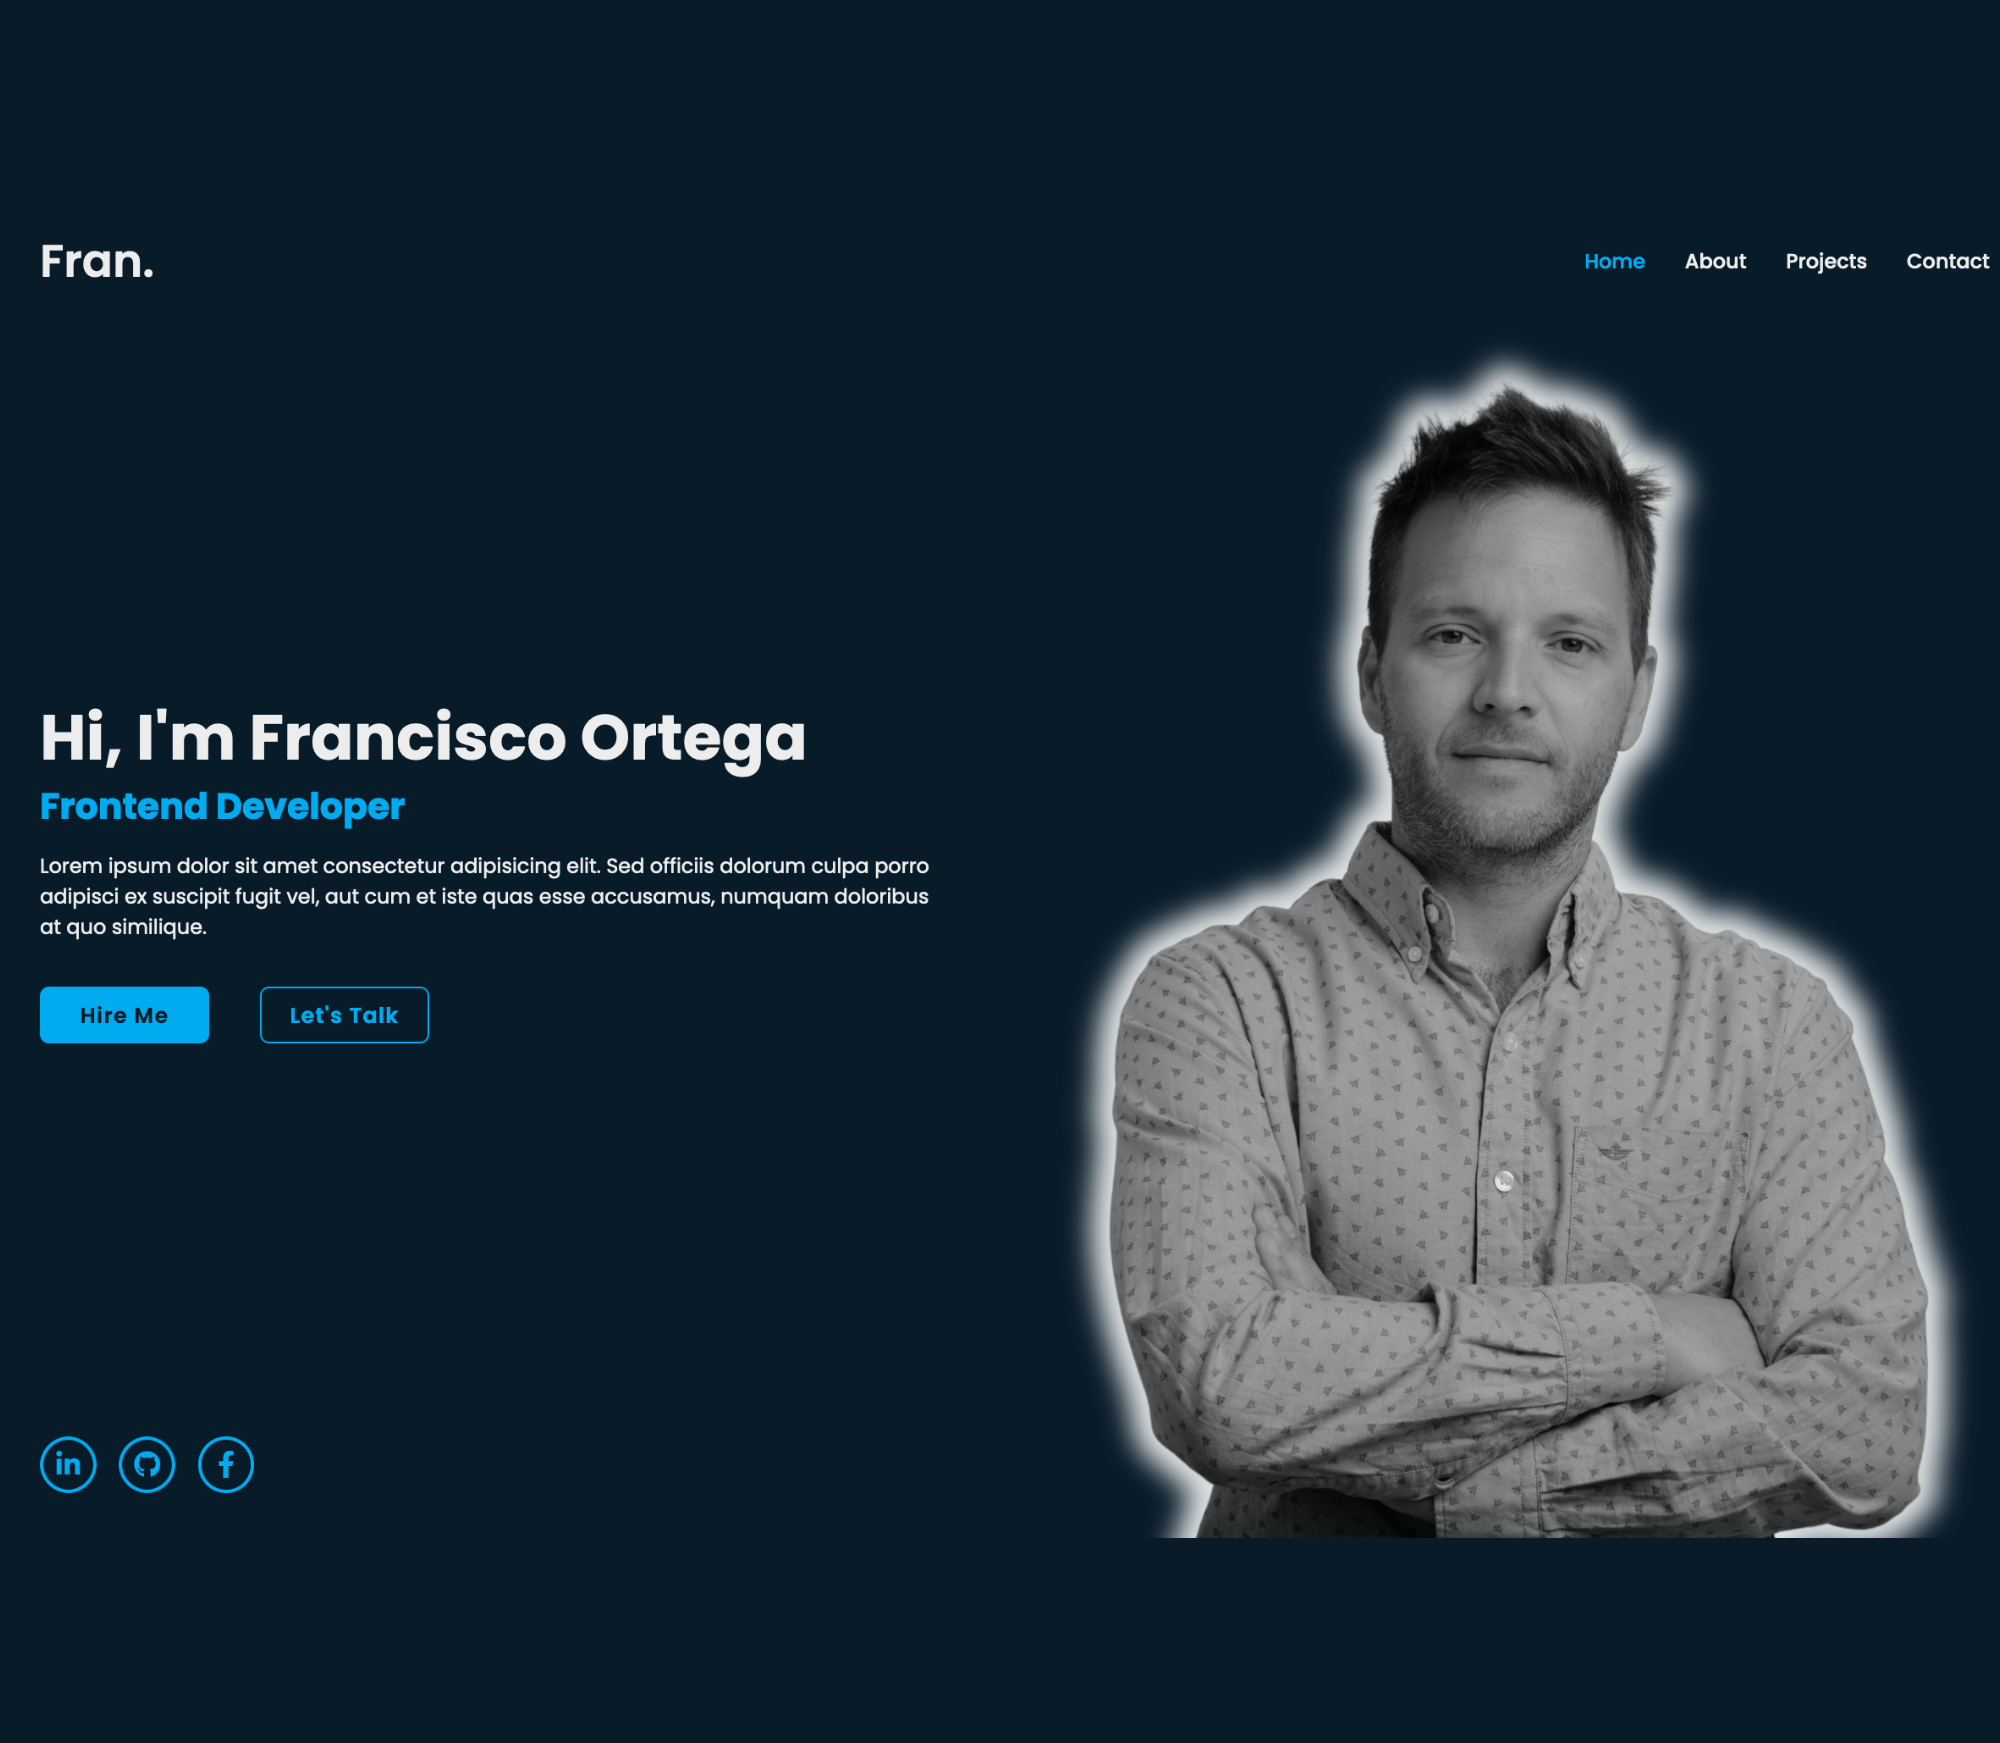 Fran.
Home About Projects Contact
Hi, I'm Francisco Ortega
Frontend Developer
Lorem ipsum dolor sit amet consectetur adipisicing elit. Sed officiis dolorum culpa porro
adipisci ex suscipit fugit vel, aut cum et iste quas esse accusamus, numquam doloribus
at quo similique.
Hire Me Let's Talk
in f